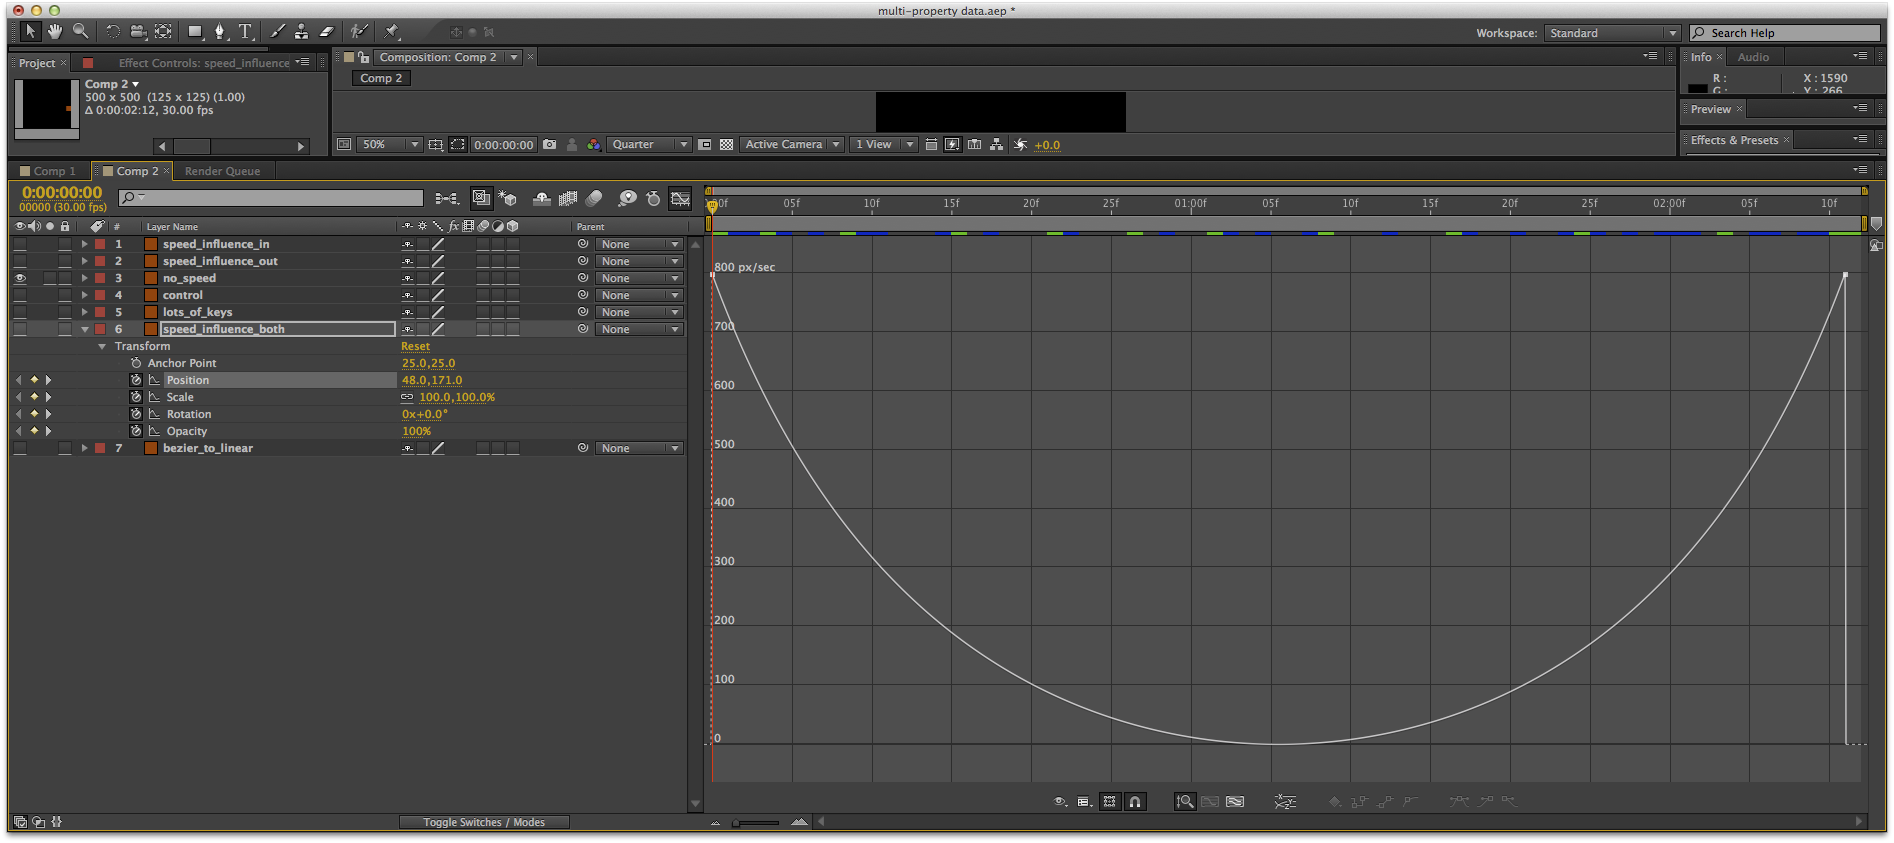 multi-property data.aep *
T
Workspace: Standard
Search Help
Project × Effect Controls: speed_influence
Comp 2
500 x 500 (125 x 125) (1.00)
Δ 0:00:02:12, 30.00 fps
Composition: Comp 2 ×
Comp 2
50% 0:00:00:00 Quarter Active Camera 1 View +0.0
Info × Audio
R : X : 1590
G : Y : 266
Preview ×
Effects & Presets ×
Comp 1 Comp 2 × Render Queue
0:00:00:00
00000 (30.00 fps)
# Layer Name fx Parent
1 speed_influence_in None
2 speed_influence_out None
3 no_speed None
4 control None
5 lots_of_keys None
6 speed_influence_both None
Transform Reset
Anchor Point 25.0,25.0
Position 48.0,171.0
Scale 100.0,100.0%
Rotation 0x+0.0°
Opacity 100%
7 bezier_to_linear None
Toggle Switches / Modes
:00f 05f 10f 15f 20f 25f 01:00f 05f 10f 15f 20f 25f 02:00f 05f 10f
800 px/sec
700
600
500
400
300
200
100
0